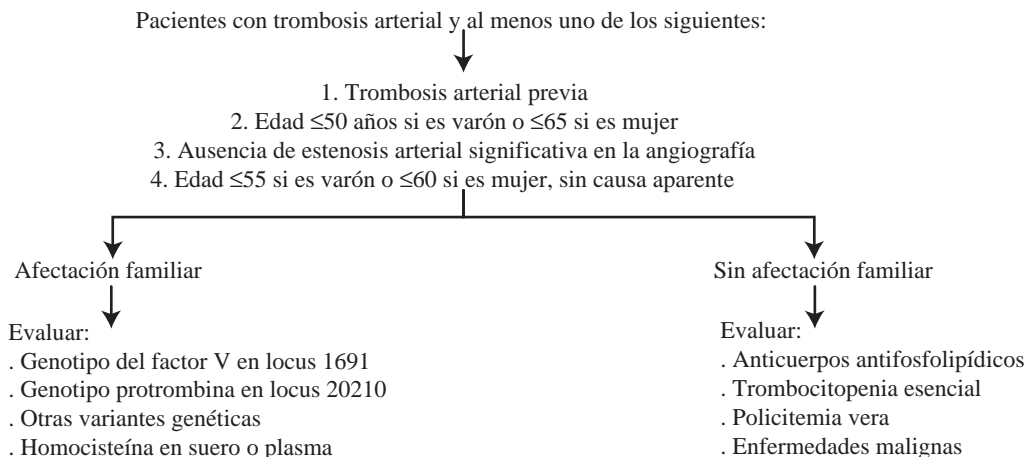 Pacientes con trombosis arterial y al menos uno de los siguientes:
1. Trombosis arterial previa
2. Edad ≤50 años si es varón o ≤65 si es mujer
3. Ausencia de estenosis arterial significativa en la angiografía
4. Edad ≤55 si es varón o ≤60 si es mujer, sin causa aparente
Afectación familiar
Evaluar:
. Genotipo del factor V en locus 1691
. Genotipo protrombina en locus 20210
. Otras variantes genéticas
. Homocisteína en suero o plasma
Sin afectación familiar
Evaluar:
. Anticuerpos antifosfolipídicos
. Trombocitopenia esencial
. Policitemia vera
. Enfermedades malignas